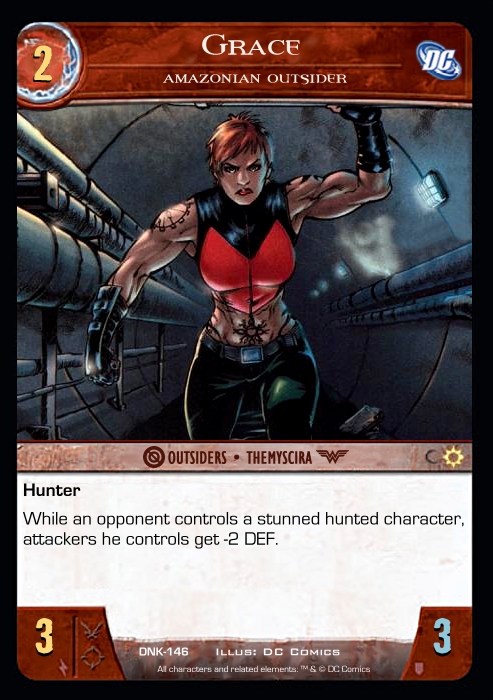 2
GRACE
DC
AMAZONIAN OUTSIDER
OUTSIDERS • THEMYSCIRA
C
Hunter
While an opponent controls a stunned hunted character,
attackers he controls get -2 DEF.
3
3
DNK-146 ILLUS: DC COMICS
All characters and related elements: ™ & © DC Comics